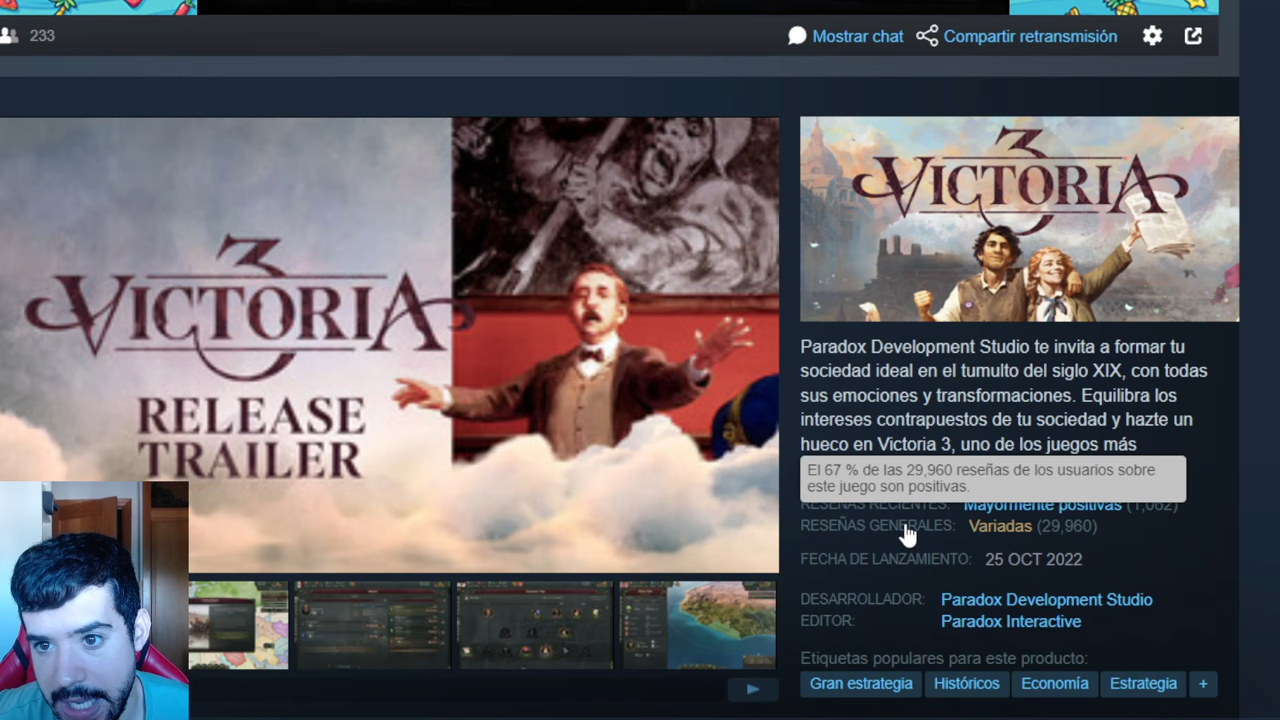 233
Mostrar chat
Compartir retransmisión
3
VICTORIA
RELEASE
TRAILER
3
VICTORIA
Paradox Development Studio te invita a formar tu
sociedad ideal en el tumulto del siglo XIX, con todas
sus emociones y transformaciones. Equilibra los
intereses contrapuestos de tu sociedad y hazte un
hueco en Victoria 3, uno de los juegos más
El 67 % de las 29,960 reseñas de los usuarios sobre
este juego son positivas.
RESEÑAS RECIENTES: Mayormente positivas (1,062)
RESEÑAS GENERALES: Variadas (29,960)
FECHA DE LANZAMIENTO: 25 OCT 2022
DESARROLLADOR: Paradox Development Studio
EDITOR: Paradox Interactive
Etiquetas populares para este producto:
Gran estrategia Históricos Economía Estrategia +